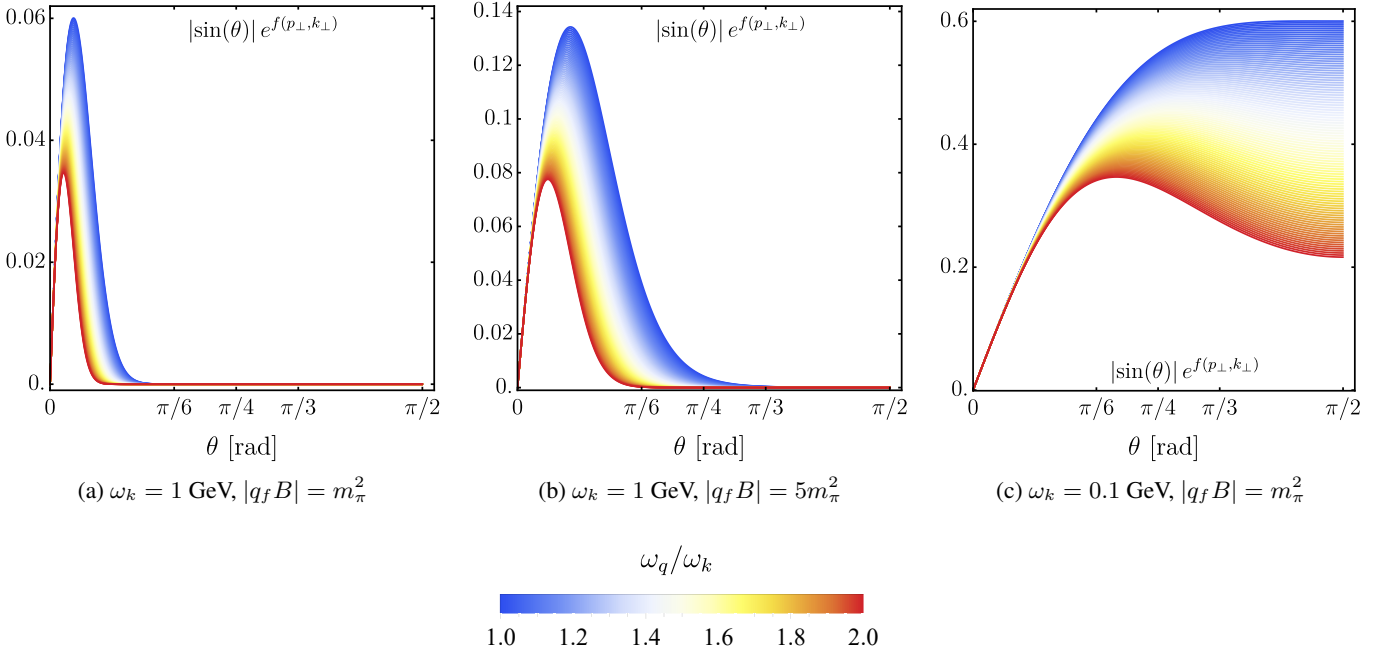 |sin(θ)| e^{f(p_⊥,k_⊥)}
0.06
0.04
0.02
0.
0 π/6 π/4 π/3 π/2
θ [rad]
(a) ω_k = 1 GeV, |q_f B| = m_π^2
|sin(θ)| e^{f(p_⊥,k_⊥)}
0.14
0.12
0.1
0.08
0.06
0.04
0.02
0.
0 π/6 π/4 π/3 π/2
θ [rad]
(b) ω_k = 1 GeV, |q_f B| = 5m_π^2
0.6
0.4
0.2
0.
|sin(θ)| e^{f(p_⊥,k_⊥)}
0 π/6 π/4 π/3 π/2
θ [rad]
(c) ω_k = 0.1 GeV, |q_f B| = m_π^2
ω_q/ω_k
1.0 1.2 1.4 1.6 1.8 2.0